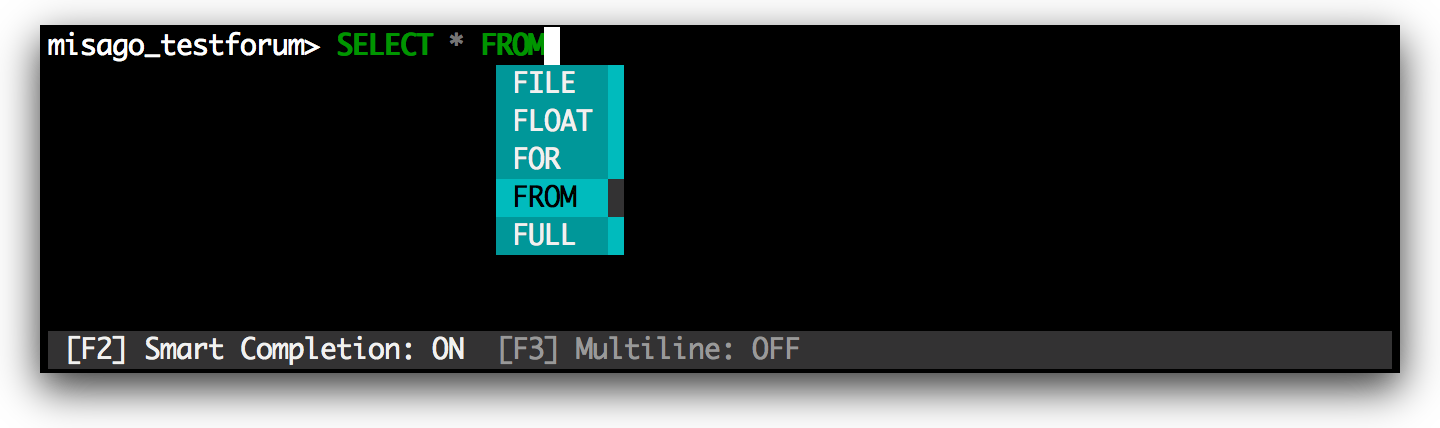 misago_testforum> SELECT * FROM
FILE
FLOAT
FOR
FROM
FULL
[F2] Smart Completion: ON [F3] Multiline: OFF